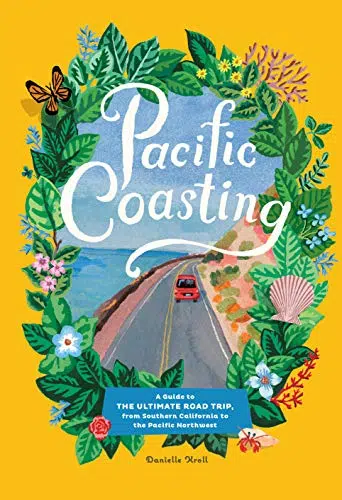 Pacific
Coasting
A Guide to
THE ULTIMATE ROAD TRIP,
from Southern California to
the Pacific Northwest
Danielle Kroll